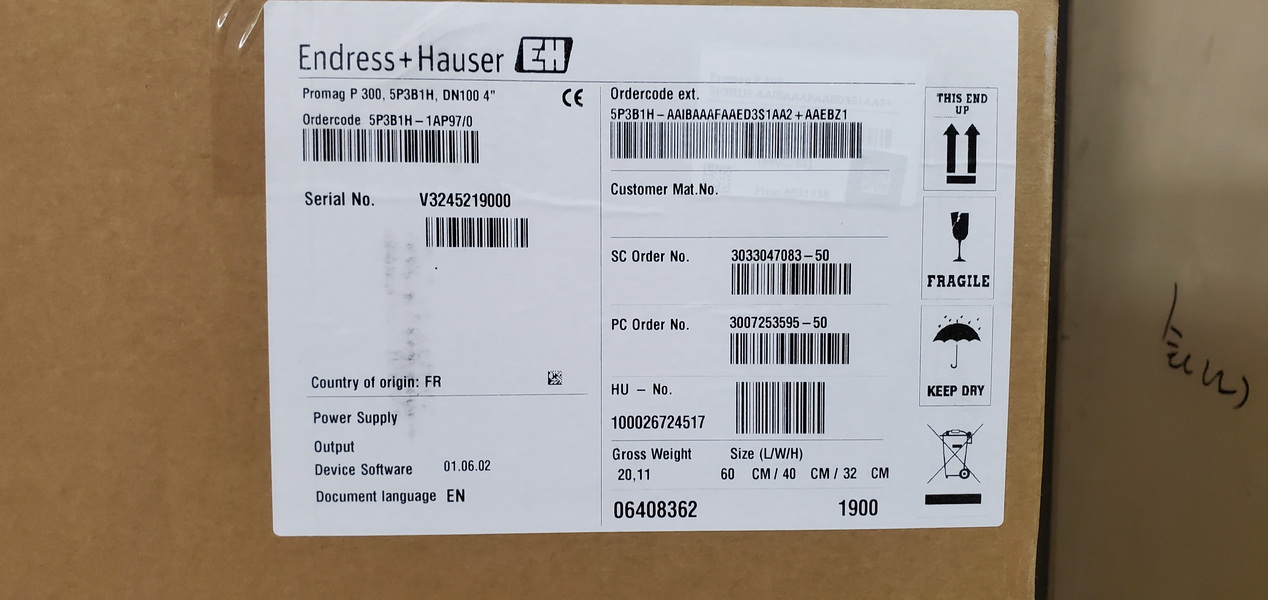 Endress+Hauser EH
Promag P 300, 5P3B1H, DN100 4"
CE
Ordercode 5P3B1H-1AP97/0
Serial No. V3245219000
Country of origin: FR
Power Supply
Output
Device Software 01.06.02
Document language EN
Ordercode ext.
5P3B1H-AAIBAAAFAAED3S1AA2+AAEBZ1
Customer Mat.No.
SC Order No. 3033047083-50
PC Order No. 3007253595-50
HU - No.
100026724517
Gross Weight Size (L/W/H)
20,11 60 CM / 40 CM / 32 CM
06408362 1900
THIS END
UP
FRAGILE
KEEP DRY